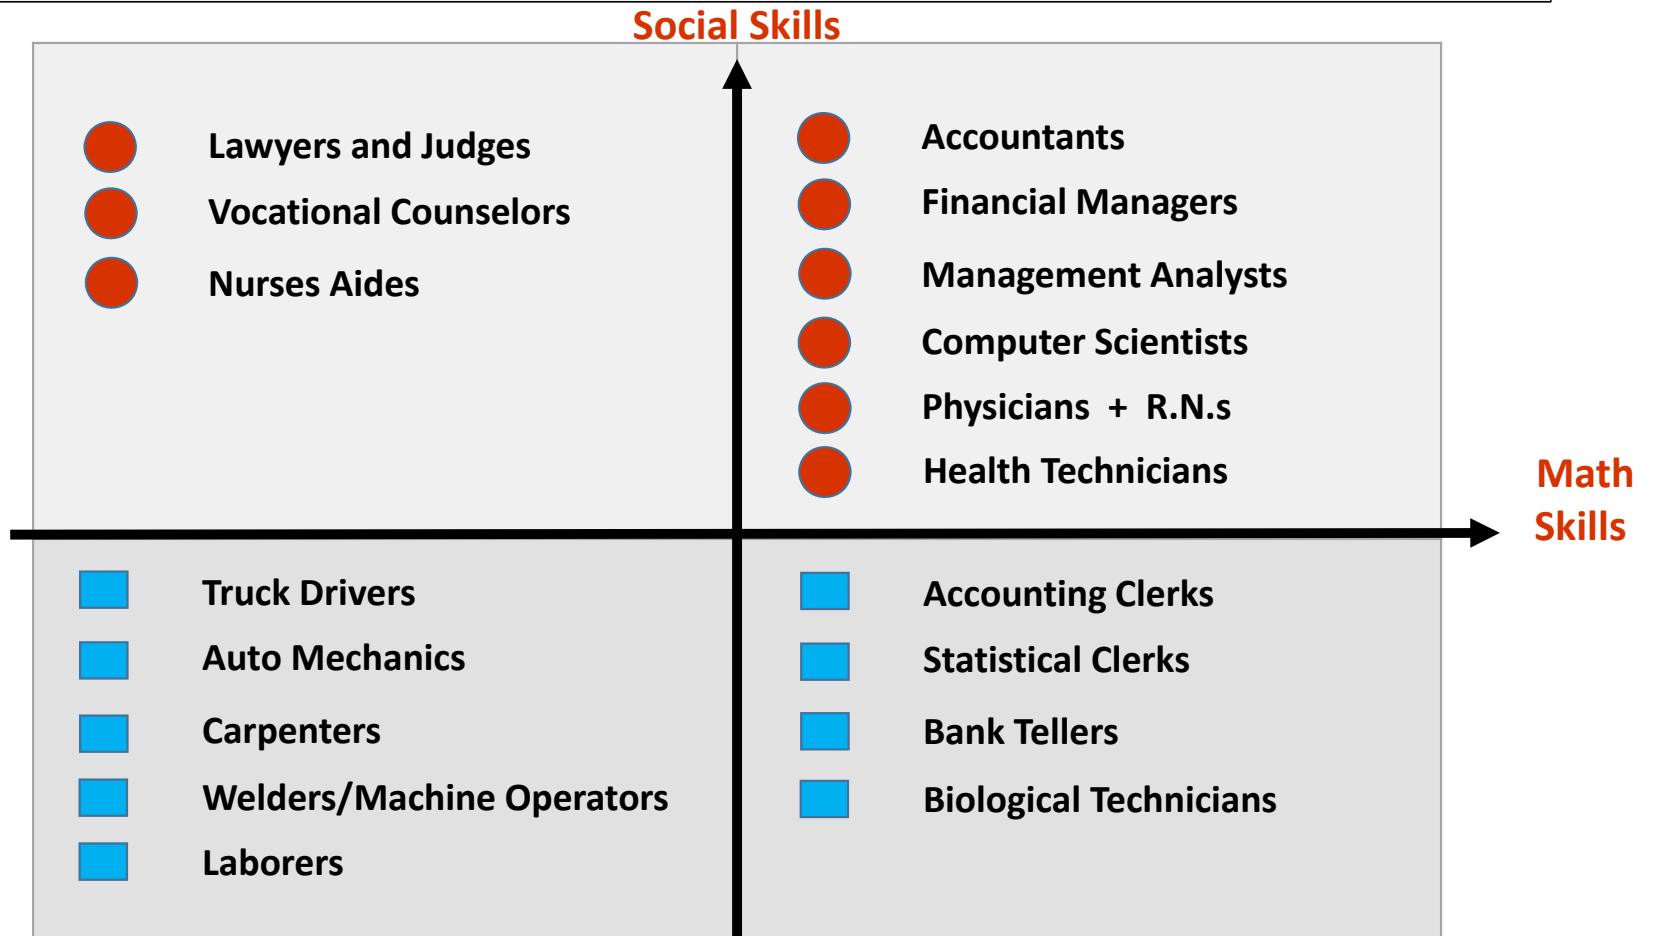 Social Skills
Lawyers and Judges
Vocational Counselors
Nurses Aides
Accountants
Financial Managers
Management Analysts
Computer Scientists
Physicians + R.N.s
Health Technicians
Math
Skills
Truck Drivers
Auto Mechanics
Carpenters
Welders/Machine Operators
Laborers
Accounting Clerks
Statistical Clerks
Bank Tellers
Biological Technicians